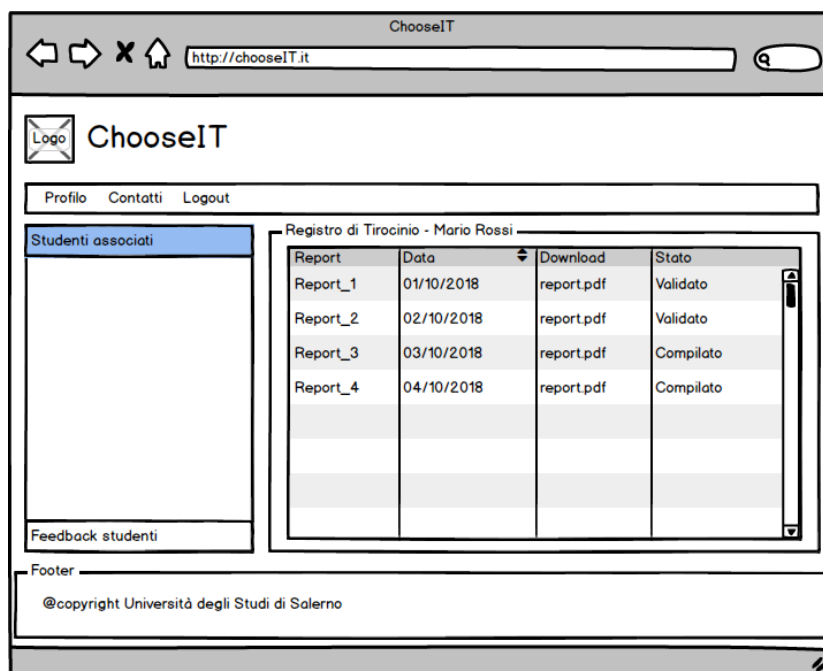 ChooseIT
http://chooseIT.it
Logo
ChooseIT
Profilo Contatti Logout
Studenti associati
Registro di Tirocinio - Mario Rossi
Report Data Download Stato
Report_1 01/10/2018 report.pdf Validato
Report_2 02/10/2018 report.pdf Validato
Report_3 03/10/2018 report.pdf Compilato
Report_4 04/10/2018 report.pdf Compilato
Feedback studenti
Footer
@copyright Università degli Studi di Salerno